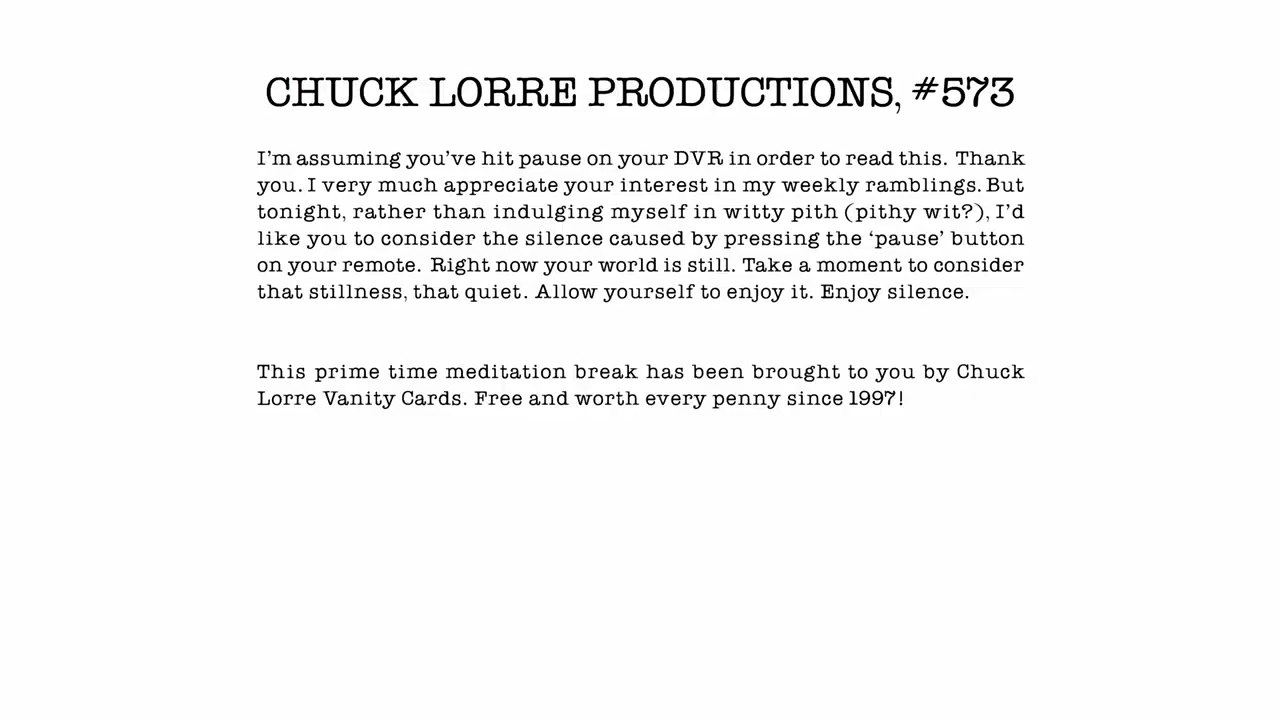 CHUCK LORRE PRODUCTIONS, #573
I’m assuming you’ve hit pause on your DVR in order to read this. Thank
you. I very much appreciate your interest in my weekly ramblings. But
tonight, rather than indulging myself in witty pith (pithy wit?), I’d
like you to consider the silence caused by pressing the ‘pause’ button
on your remote. Right now your world is still. Take a moment to consider
that stillness, that quiet. Allow yourself to enjoy it. Enjoy silence.
This prime time meditation break has been brought to you by Chuck
Lorre Vanity Cards. Free and worth every penny since 1997!